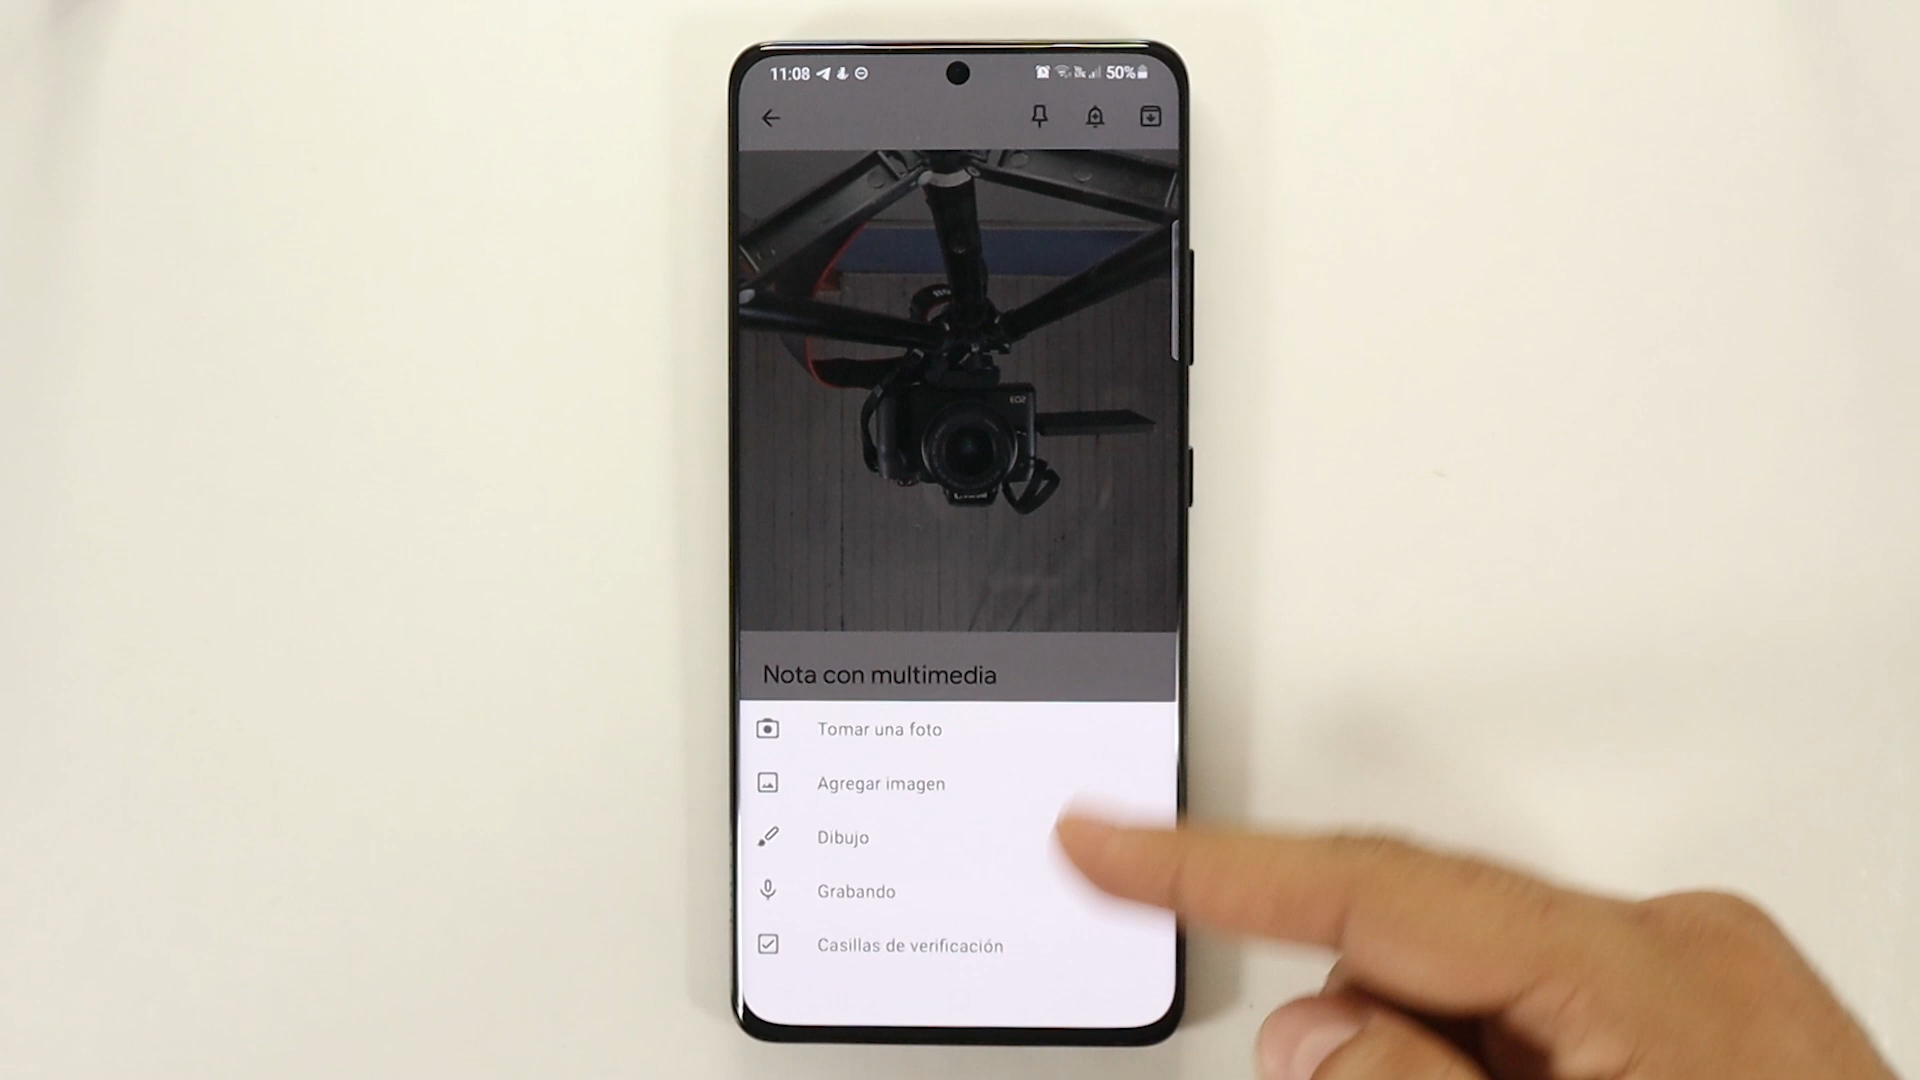 11:08
50%
Nota con multimedia
Tomar una foto
Agregar imagen
Dibujo
Grabando
Casillas de verificación